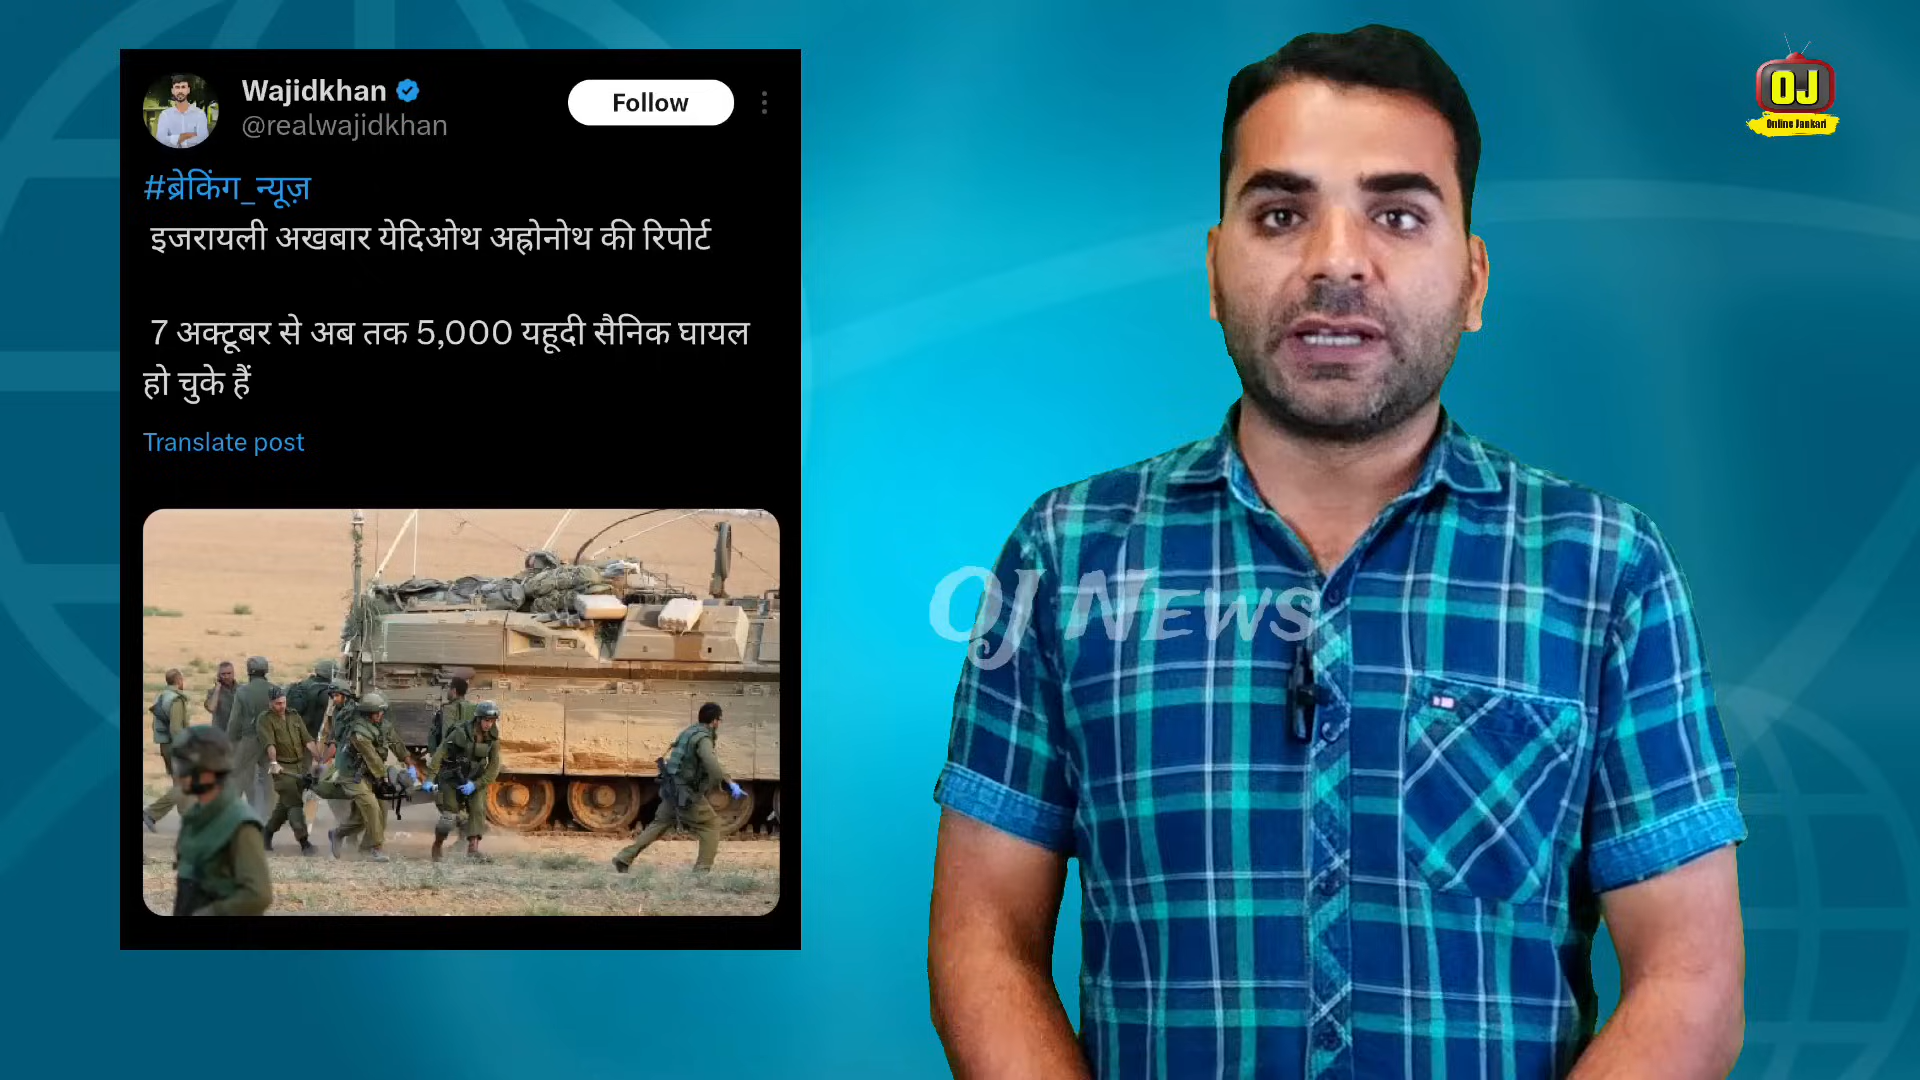 Wajidkhan
@realwajidkhan
Follow
#ब्रेकिंग_न्यूज़
इजरायली अखबार येदिओथ अह्रोनोथ की रिपोर्ट
7 अक्टूबर से अब तक 5,000 यहूदी सैनिक घायल
हो चुके हैं
Translate post
OJ
Online Jankari
OJ News